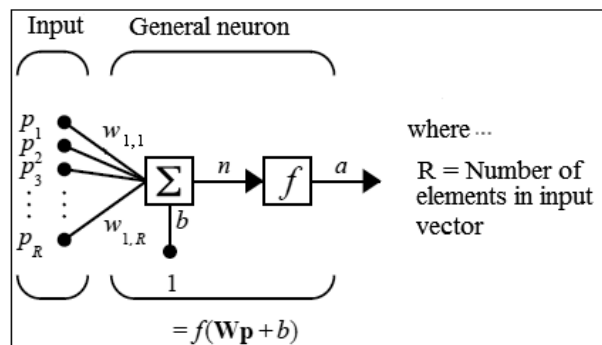 Input General neuron
p1
p2
p3
pR
w1,1
w1,R
Σ
n
f
a
b
1
where ...
R = Number of
elements in input
vector
= f(Wp + b)